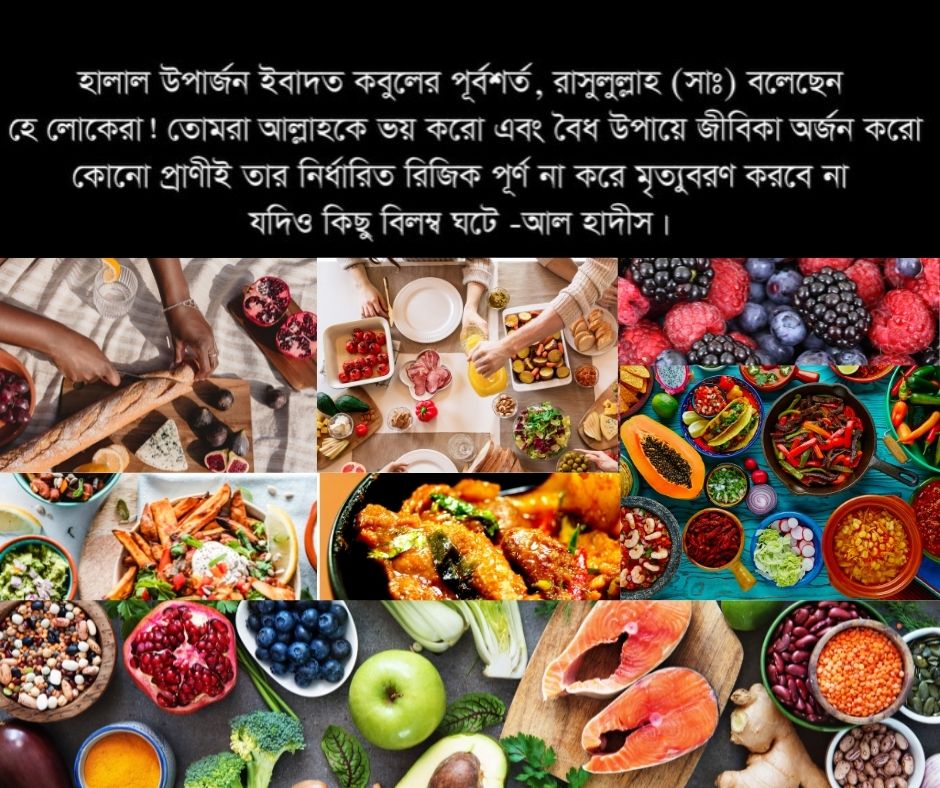 হালাল উপার্জন ইবাদত কবুলের পূর্বশর্ত, রাসুলুল্লাহ (সাঃ) বলেছেন
হে লোকেরা! তোমরা আল্লাহকে ভয় করো এবং বৈধ উপায়ে জীবিকা অর্জন করো
কোনো প্রাণীই তার নির্ধারিত রিজিক পূর্ণ না করে মৃত্যুবরণ করবে না
যদিও কিছু বিলম্ব ঘটে -আল হাদীস।